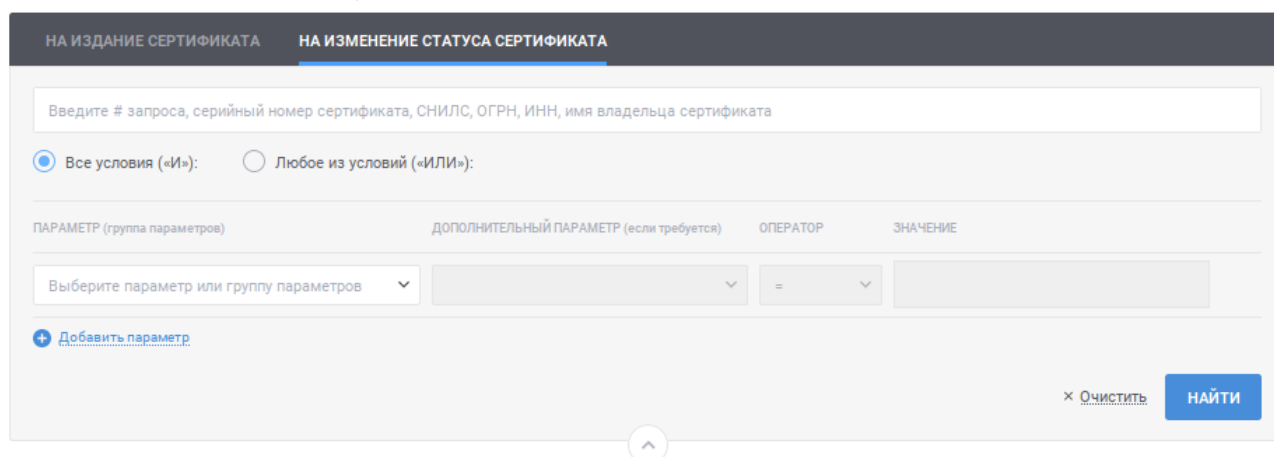 НА ИЗДАНИЕ СЕРТИФИКАТА НА ИЗМЕНЕНИЕ СТАТУСА СЕРТИФИКАТА
Введите # запроса, серийный номер сертификата, СНИЛС, ОГРН, ИНН, имя владельца сертификата
Все условия («И»): Любое из условий («ИЛИ»):
ПАРАМЕТР (группа параметров) ДОПОЛНИТЕЛЬНЫЙ ПАРАМЕТР (если требуется) ОПЕРАТОР ЗНАЧЕНИЕ
Выберите параметр или группу параметров =
Добавить параметр
× Очистить НАЙТИ